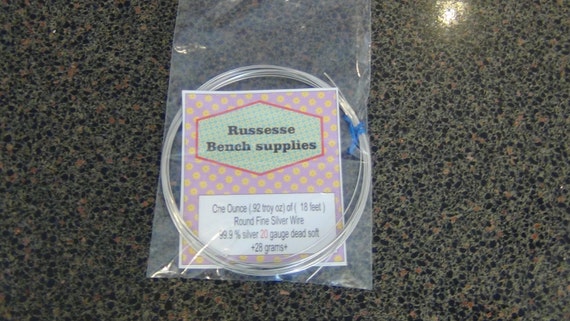 Russesse
Bench supplies
One Ounce (.92 troy oz) of ( 18 feet )
Round Fine Silver Wire
99.9 % silver 20 gauge dead soft
+28 grams+